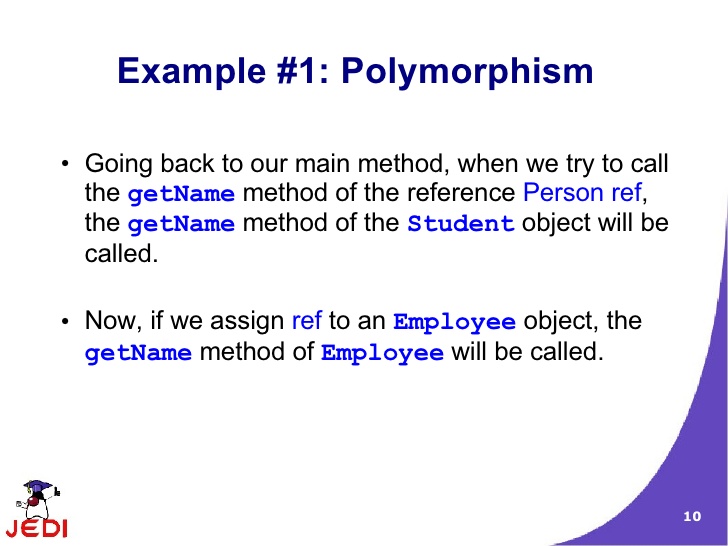 Example #1: Polymorphism
• Going back to our main method, when we try to call
the getName method of the reference Person ref,
the getName method of the Student object will be
called.
• Now, if we assign ref to an Employee object, the
getName method of Employee will be called.
JEDI
10